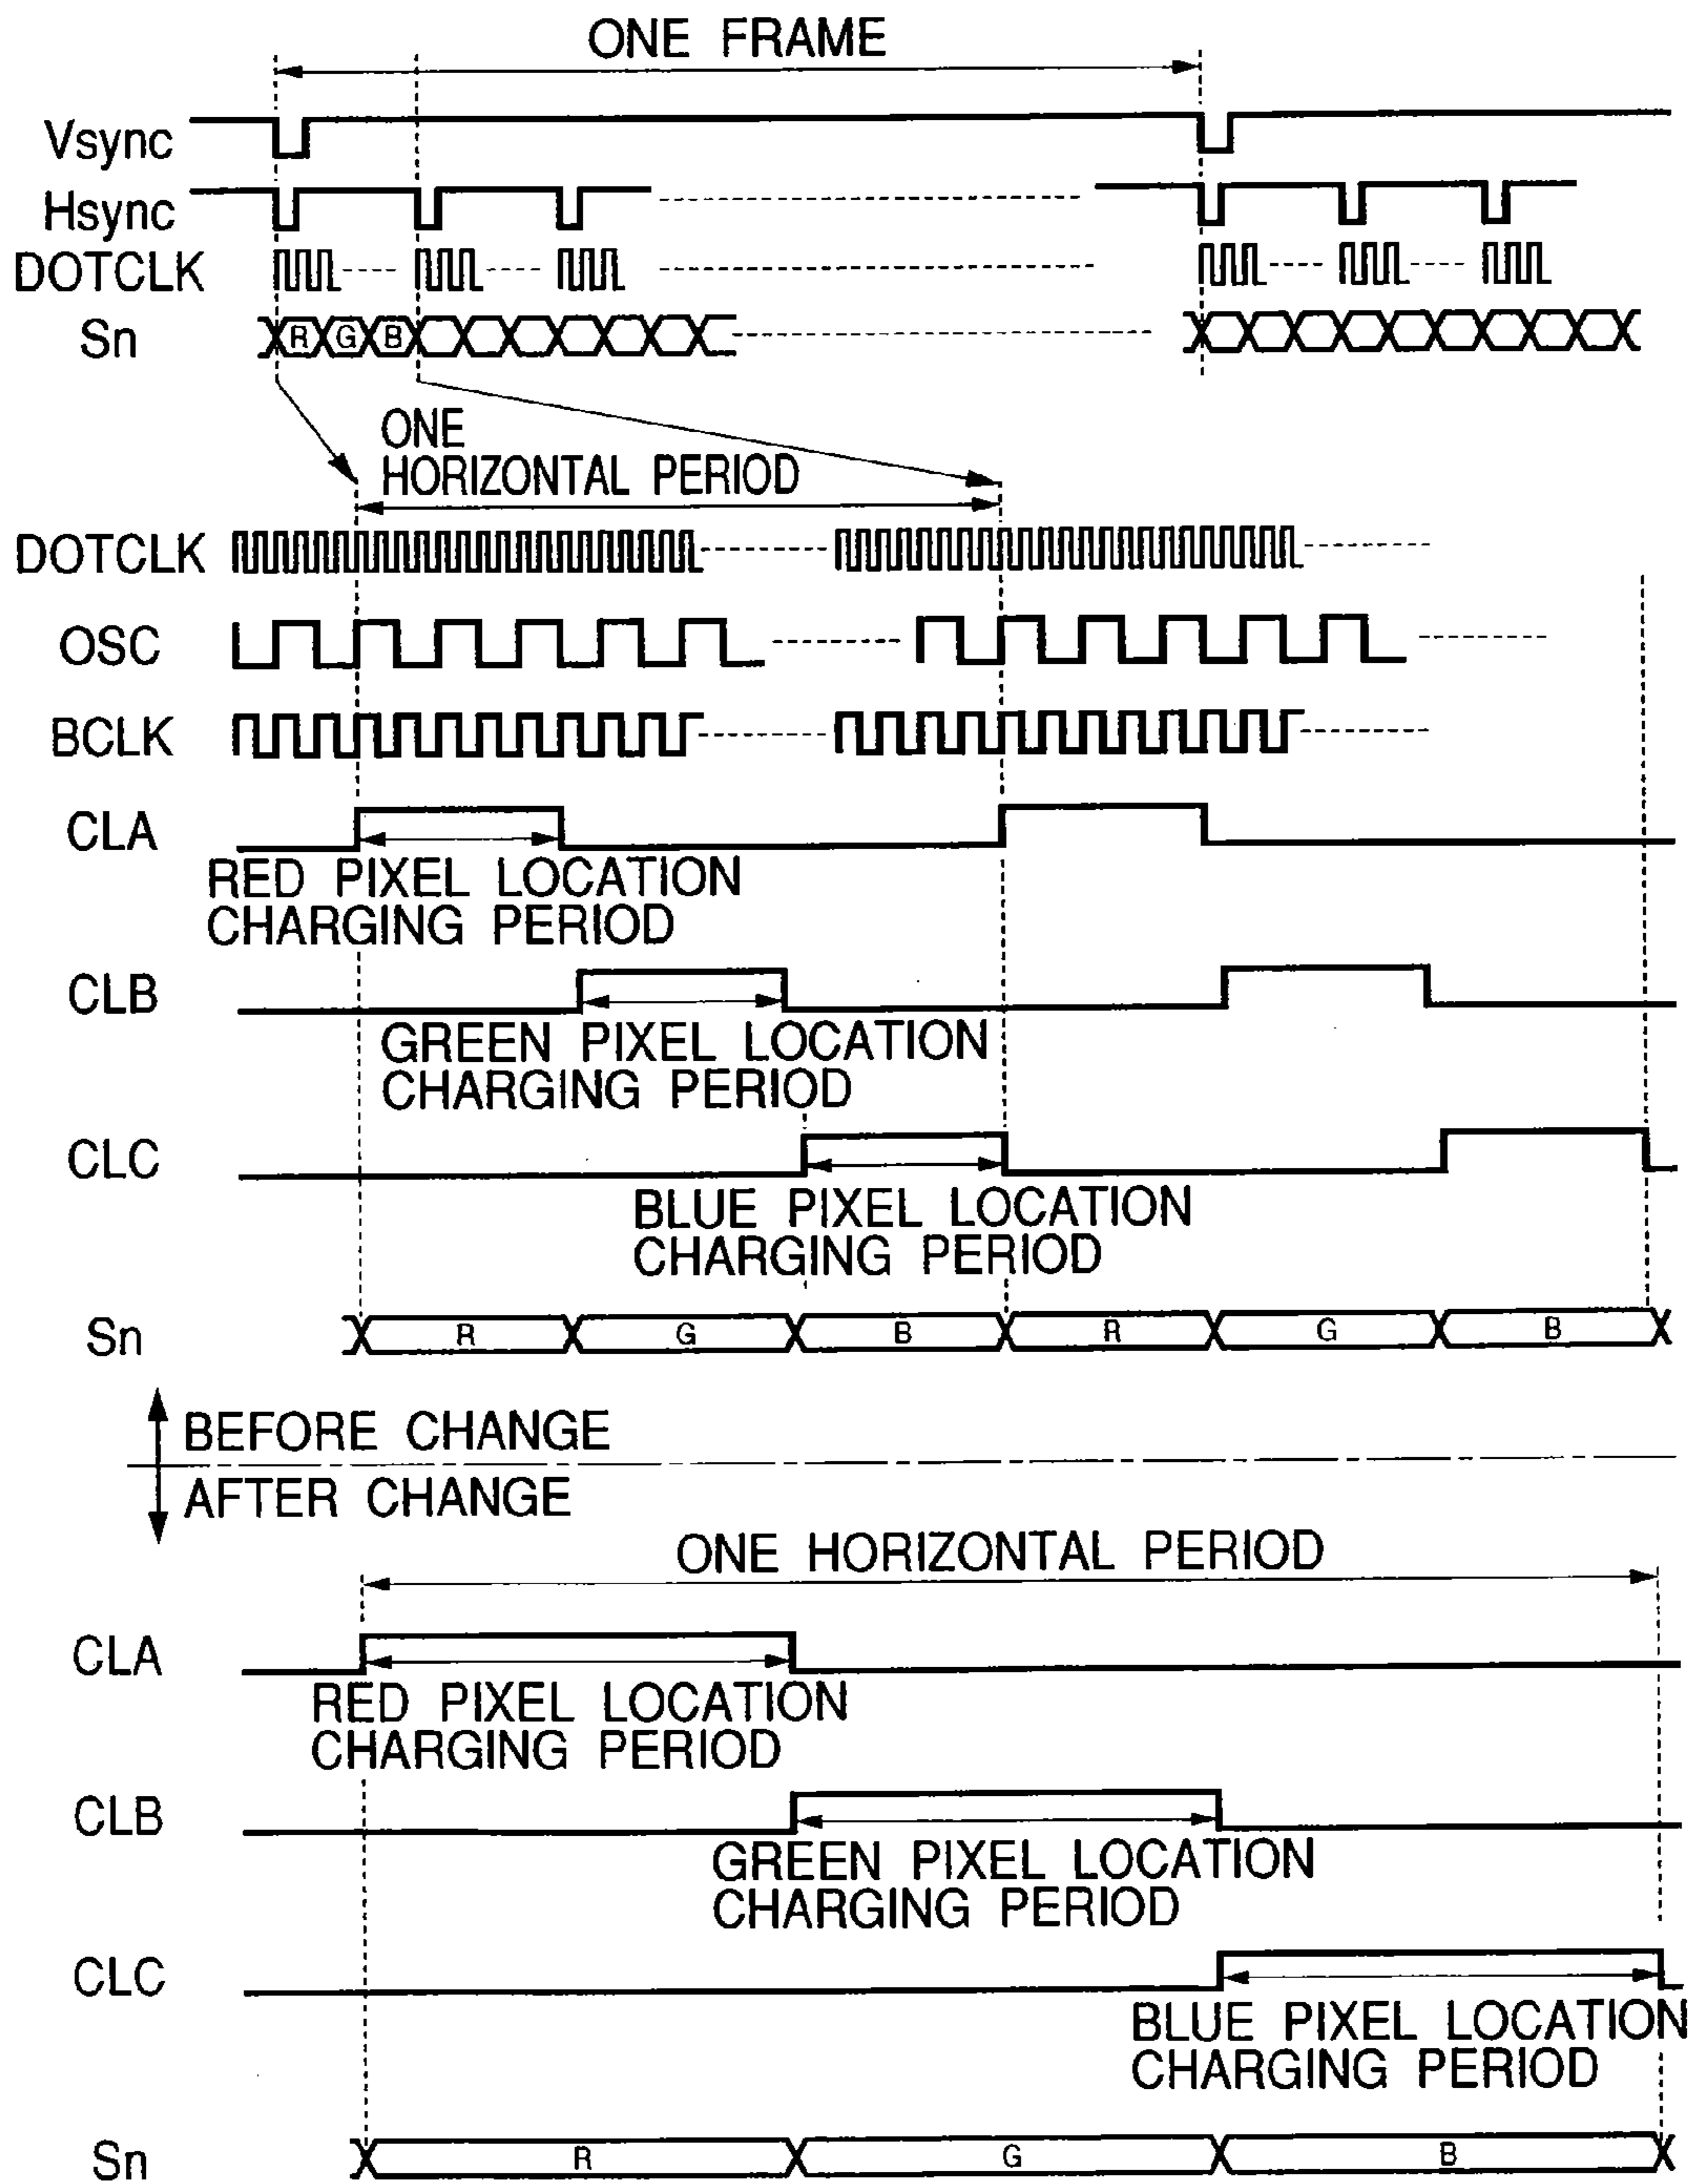 ONE FRAME
Vsync
Hsync
DOTCLK
Sn
R G B
ONE
HORIZONTAL PERIOD
DOTCLK
OSC
BCLK
CLA
RED PIXEL LOCATION
CHARGING PERIOD
CLB
GREEN PIXEL LOCATION
CHARGING PERIOD
CLC
BLUE PIXEL LOCATION
CHARGING PERIOD
Sn R G B R G B
BEFORE CHANGE
AFTER CHANGE
ONE HORIZONTAL PERIOD
CLA
RED PIXEL LOCATION
CHARGING PERIOD
CLB
GREEN PIXEL LOCATION
CHARGING PERIOD
CLC
BLUE PIXEL LOCATION
CHARGING PERIOD
Sn R G B